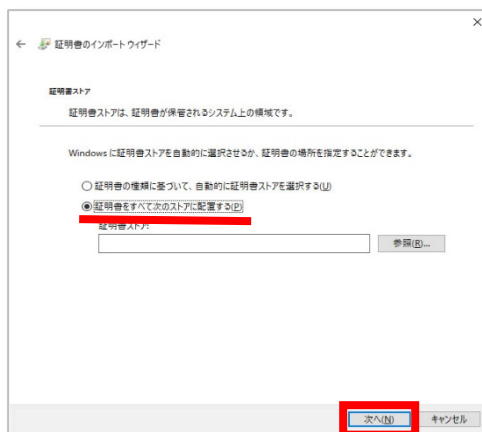 証明書のインポート ウィザード
証明書ストア
証明書ストアは、証明書が保管されるシステム上の領域です。
Windows に証明書ストアを自動的に選択させるか、証明書の場所を指定することができます。
証明書の種類に基づいて、自動的に証明書ストアを選択する(U)
証明書をすべて次のストアに配置する(P)
証明書ストア:
参照(R)...
次へ(N) キャンセル